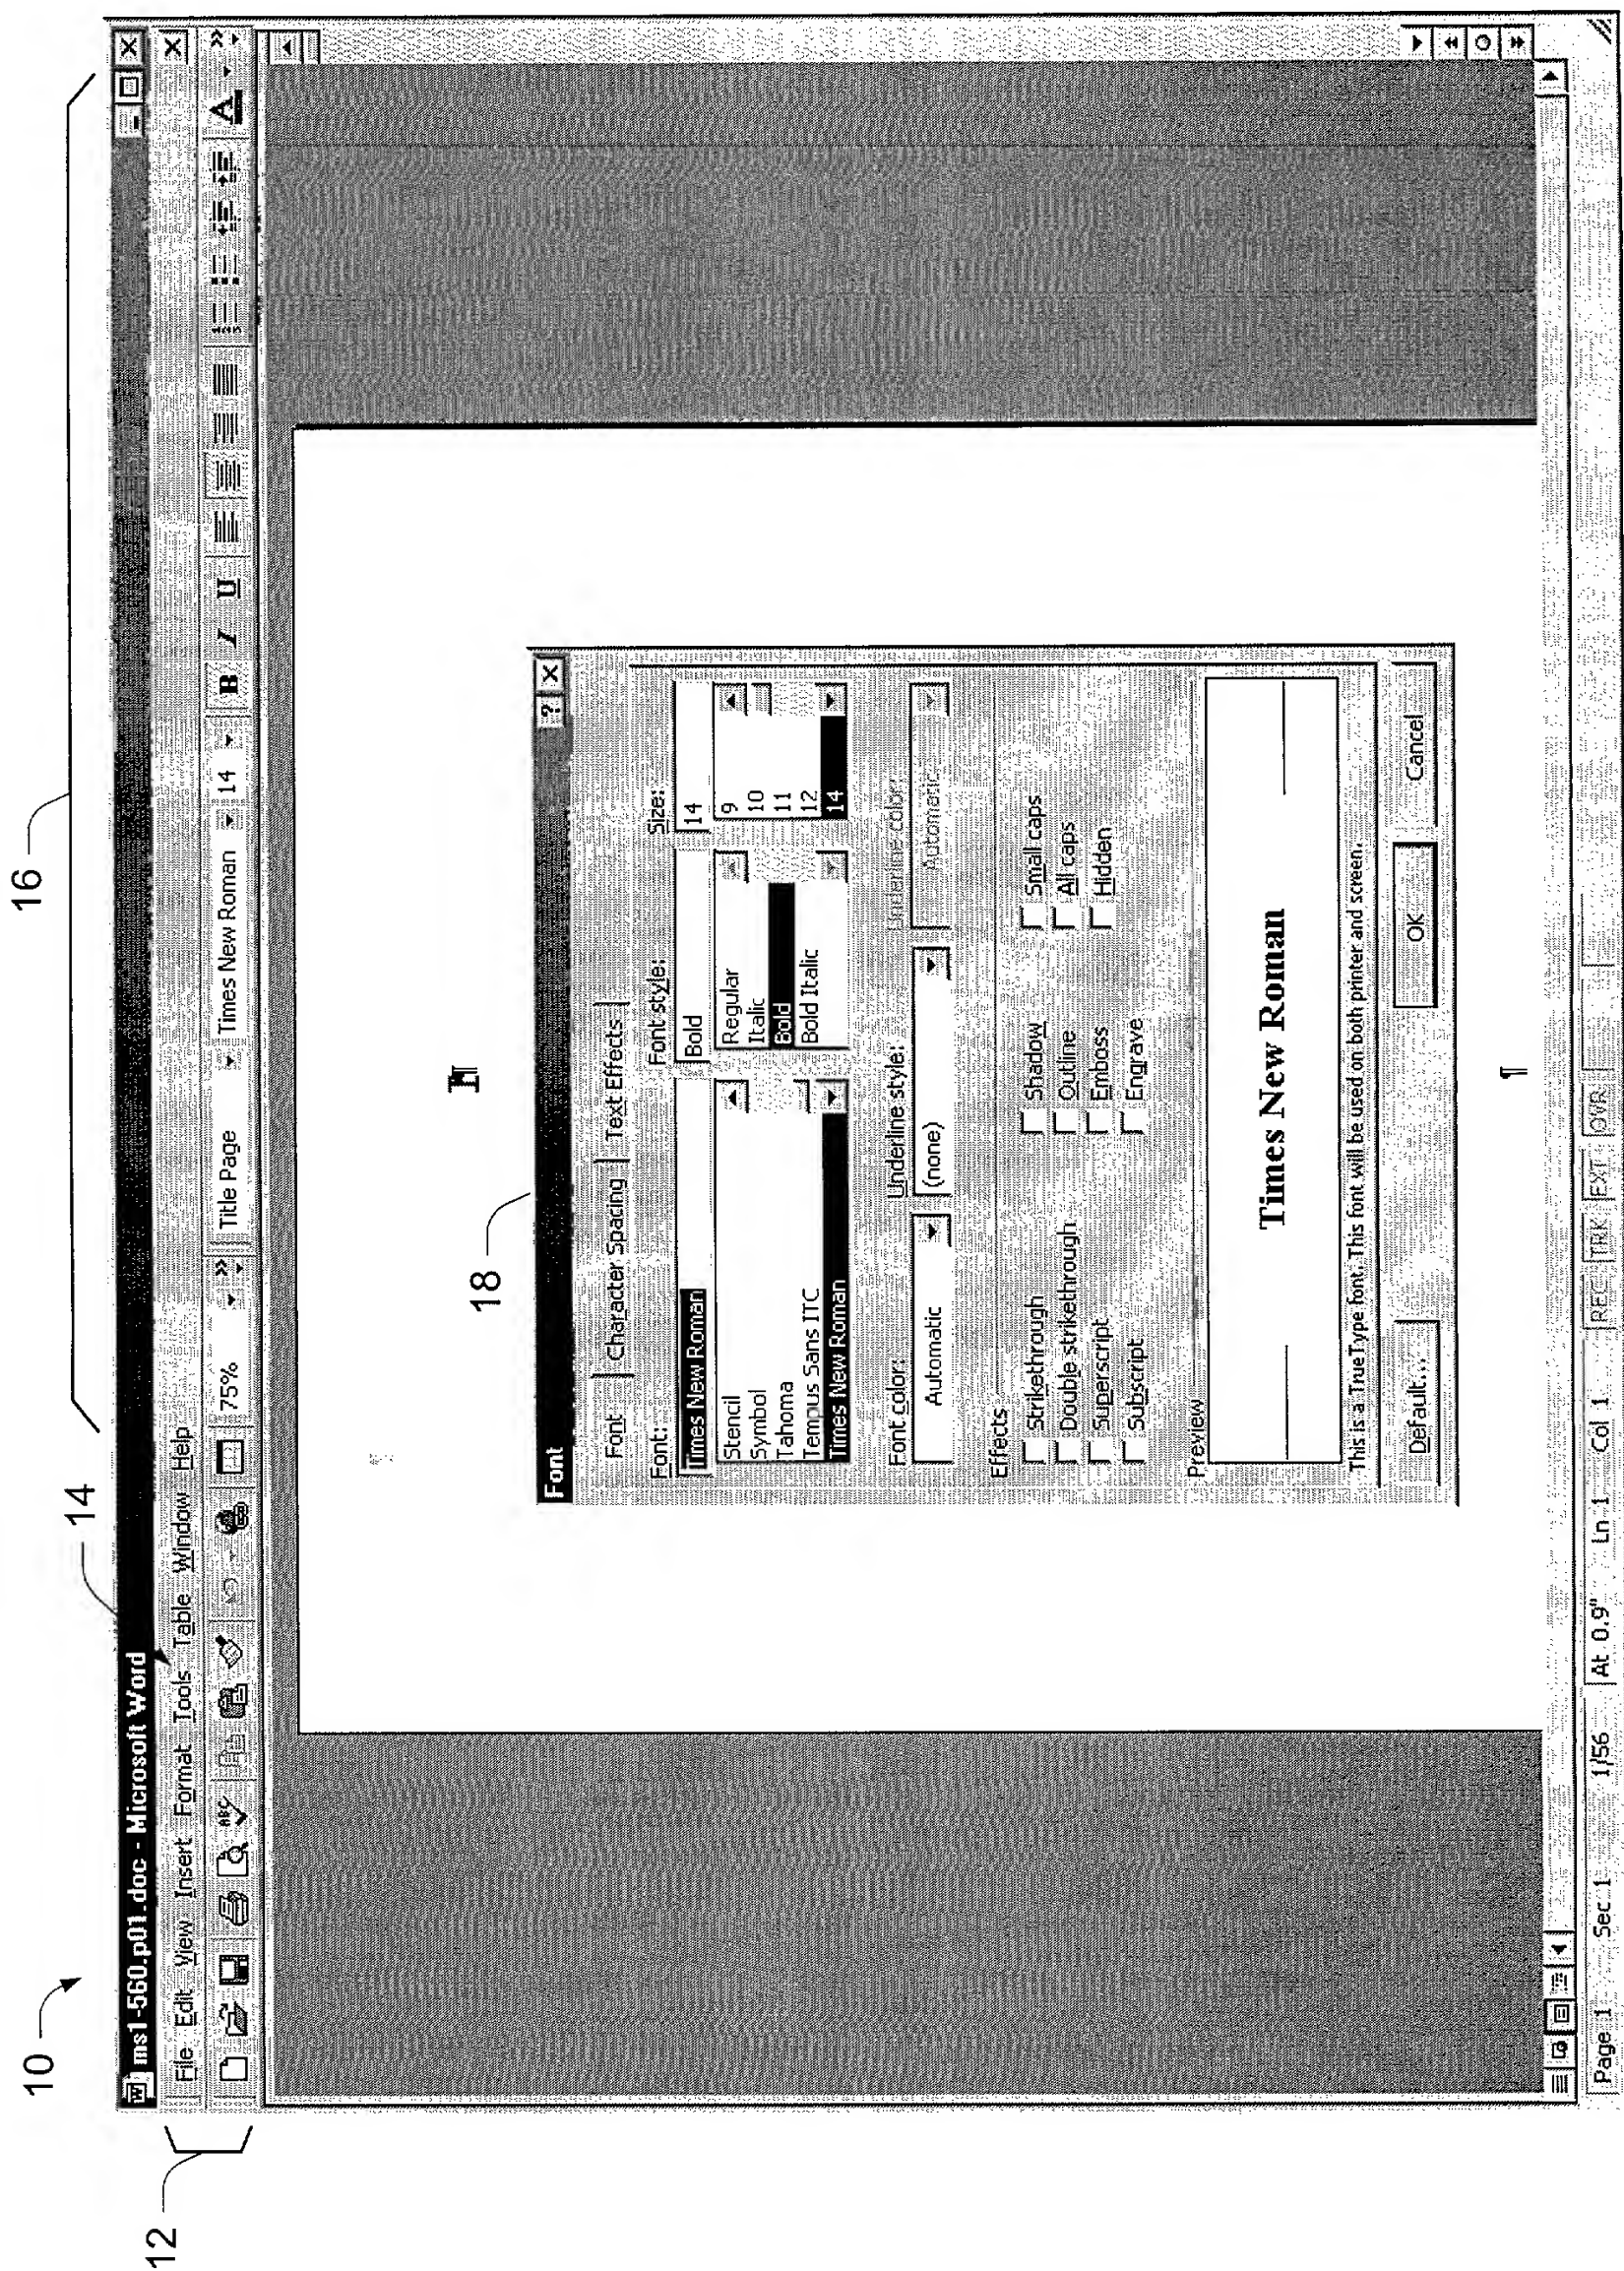 10
12
14
16
ms1-560.p01.doc - Microsoft Word
File Edit View Insert Format Tools Table Window Help
ABC 75% Title Page Times New Roman 14 B I U A
¶
¶
18
Font
Font Character Spacing Text Effects
Font: Font style: Size:
Times New Roman Bold 14
Stencil Regular 9
Symbol Italic 10
Tahoma Bold 11
Tempus Sans ITC Bold Italic 12
Times New Roman 14
Font color: Underline style: Underline color:
Automatic (none) Automatic
Effects
Strikethrough Shadow Small caps
Double strikethrough Outline All caps
Superscript Emboss Hidden
Subscript Engrave
Preview
Times New Roman
This is a TrueType font. This font will be used on both printer and screen.
Default... OK Cancel
¶
Page 1 Sec 1 1/56 At 0.9" Ln 1 Col 1 REC TRK EXT OVR